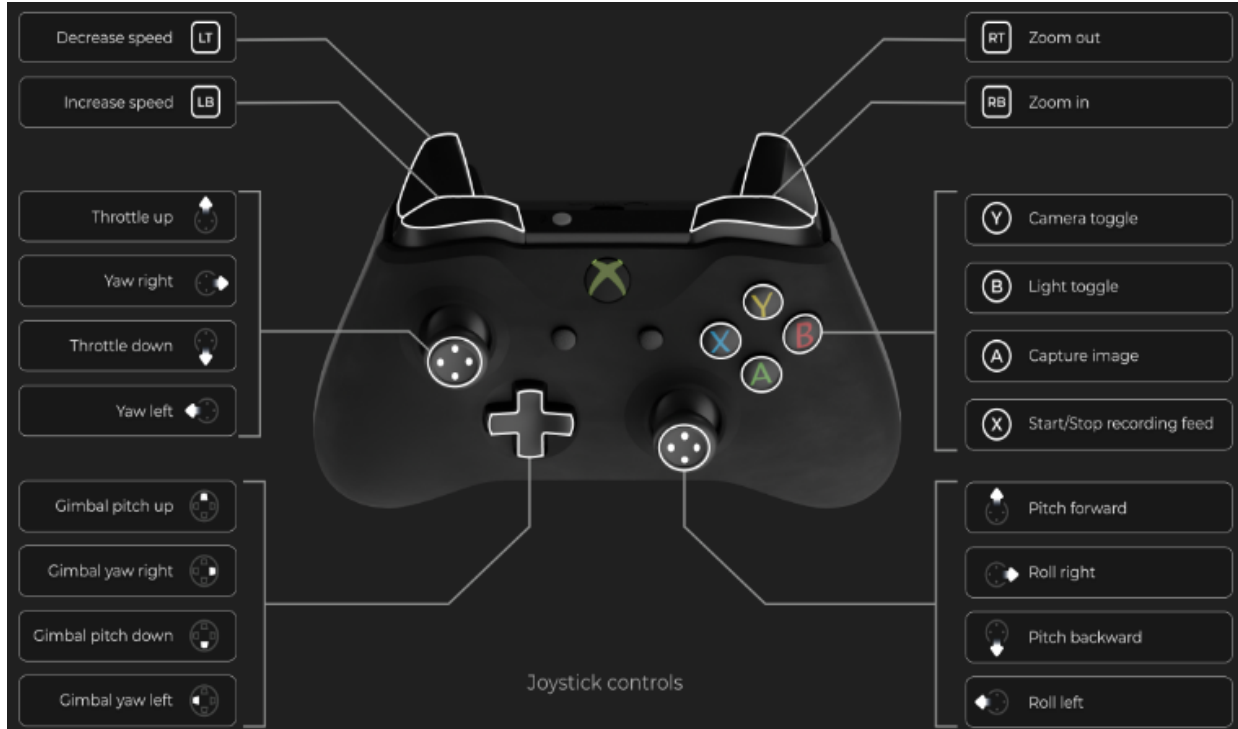 Decrease speed LT
Increase speed LB
Throttle up
Yaw right
Throttle down
Yaw left
Gimbal pitch up
Gimbal yaw right
Gimbal pitch down
Gimbal yaw left
Y
X
B
A
Joystick controls
RT Zoom out
RB Zoom in
Y Camera toggle
B Light toggle
A Capture image
X Start/Stop recording feed
Pitch forward
Roll right
Pitch backward
Roll left